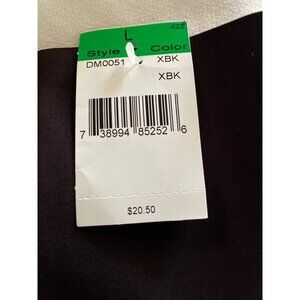 L
422
Style Color
DM0051 XBK
XBK
7 38994 85252 6
$20.50